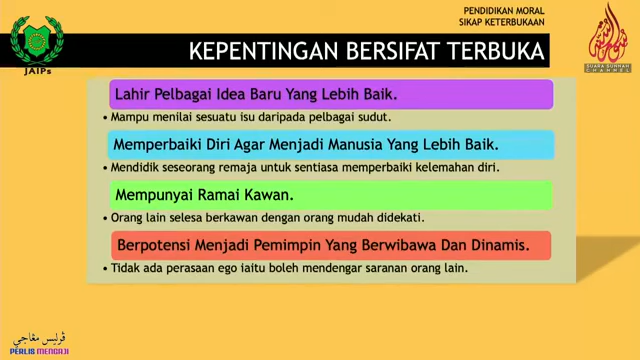 PENDIDIKAN MORAL
SIKAP KETERBUKAAN
KEPENTINGAN BERSIFAT TERBUKA
JAIPs
SUARA SUNNAH
CHANNEL
Lahir Pelbagai Idea Baru Yang Lebih Baik.
• Mampu menilai sesuatu isu daripada pelbagai sudut.
Memperbaiki Diri Agar Menjadi Manusia Yang Lebih Baik.
• Mendidik seseorang remaja untuk sentiasa memperbaiki kelemahan diri.
Mempunyai Ramai Kawan.
• Orang lain selesa berkawan dengan orang mudah didekati.
Berpotensi Menjadi Pemimpin Yang Berwibawa Dan Dinamis.
• Tidak ada perasaan ego iaitu boleh mendengar saranan orang lain.
ڤرليس مڠاجي
PERLIS MENGAJI